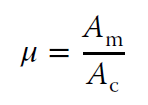 μ = A_m / A_c